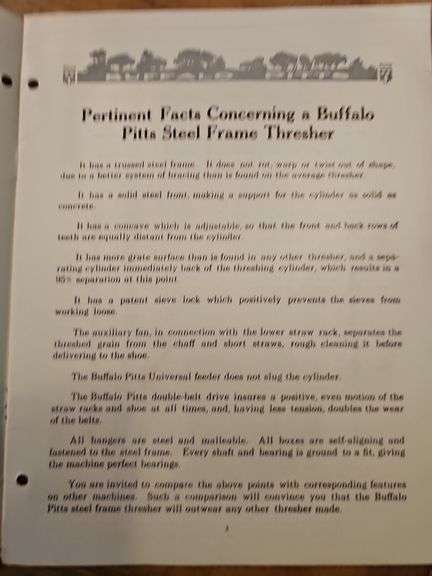 BUFFALO PITTS
Pertinent Facts Concerning a Buffalo
Pitts Steel Frame Thresher
It has a trussed steel frame. It does not rot, warp or twist out of shape,
due to a better system of bracing than is found on the average thresher.
It has a solid steel front, making a support for the cylinder as solid as
concrete.
It has a concave which is adjustable, so that the front and back rows of
teeth are equally distant from the cylinder.
It has more grate surface than is found in any other thresher, and a sepa-
rating cylinder immediately back of the threshing cylinder, which results in a
95% separation at this point.
It has a patent sieve lock which positively prevents the sieves from
working loose.
The auxiliary fan, in connection with the lower straw rack, separates the
threshed grain from the chaff and short straws, rough cleaning it before
delivering to the shoe.
The Buffalo Pitts Universal feeder does not slug the cylinder.
The Buffalo Pitts double-belt drive insures a positive, even motion of the
straw racks and shoe at all times, and, having less tension, doubles the wear
of the belts.
All hangers are steel and malleable. All boxes are self-aligning and
fastened to the steel frame. Every shaft and bearing is ground to a fit, giving
the machine perfect bearings.
You are invited to compare the above points with corresponding features
on other machines. Such a comparison will convince you that the Buffalo
Pitts steel frame thresher will outwear any other thresher made.